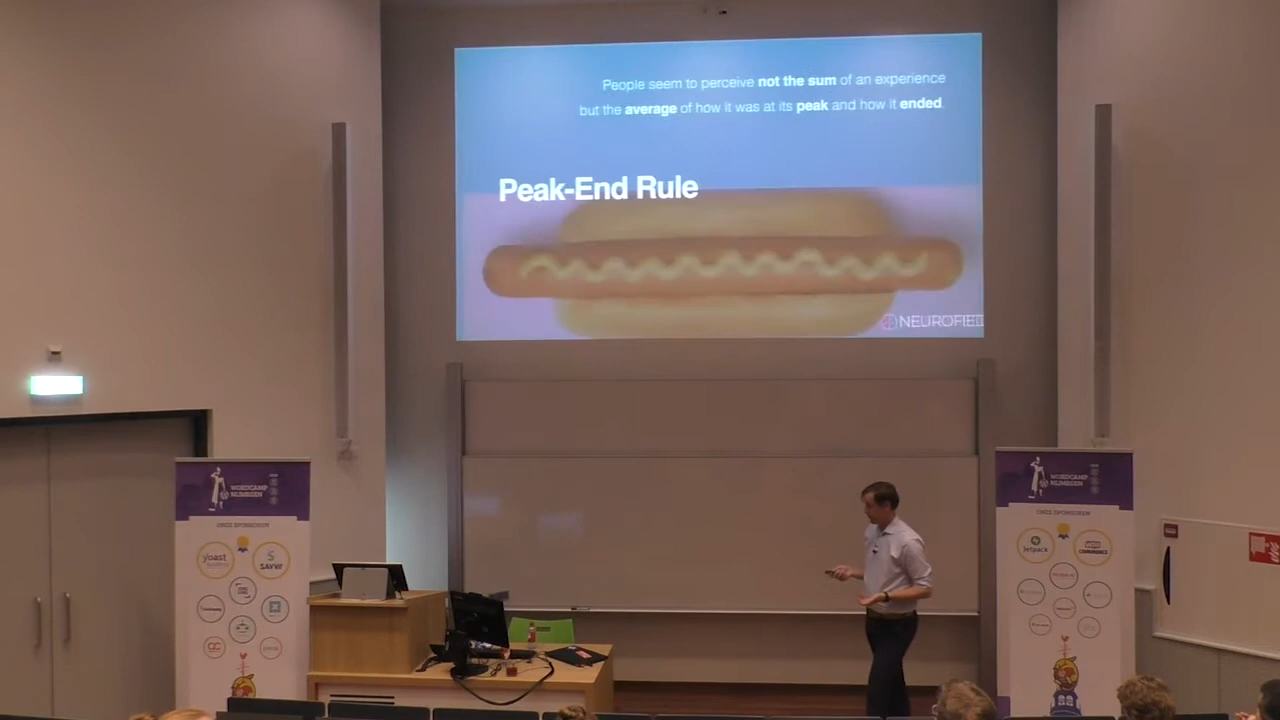 People seem to perceive not the sum of an experience
but the average of how it was at its peak and how it ended.
Peak-End Rule
NEUROFIED
WORDCAMP
NIJMEGEN
ONZE SPONSOREN
yoast
SAVVII
WORDCAMP
NIJMEGEN
ONZE SPONSOREN
Jetpack
WOO
COMMERCE